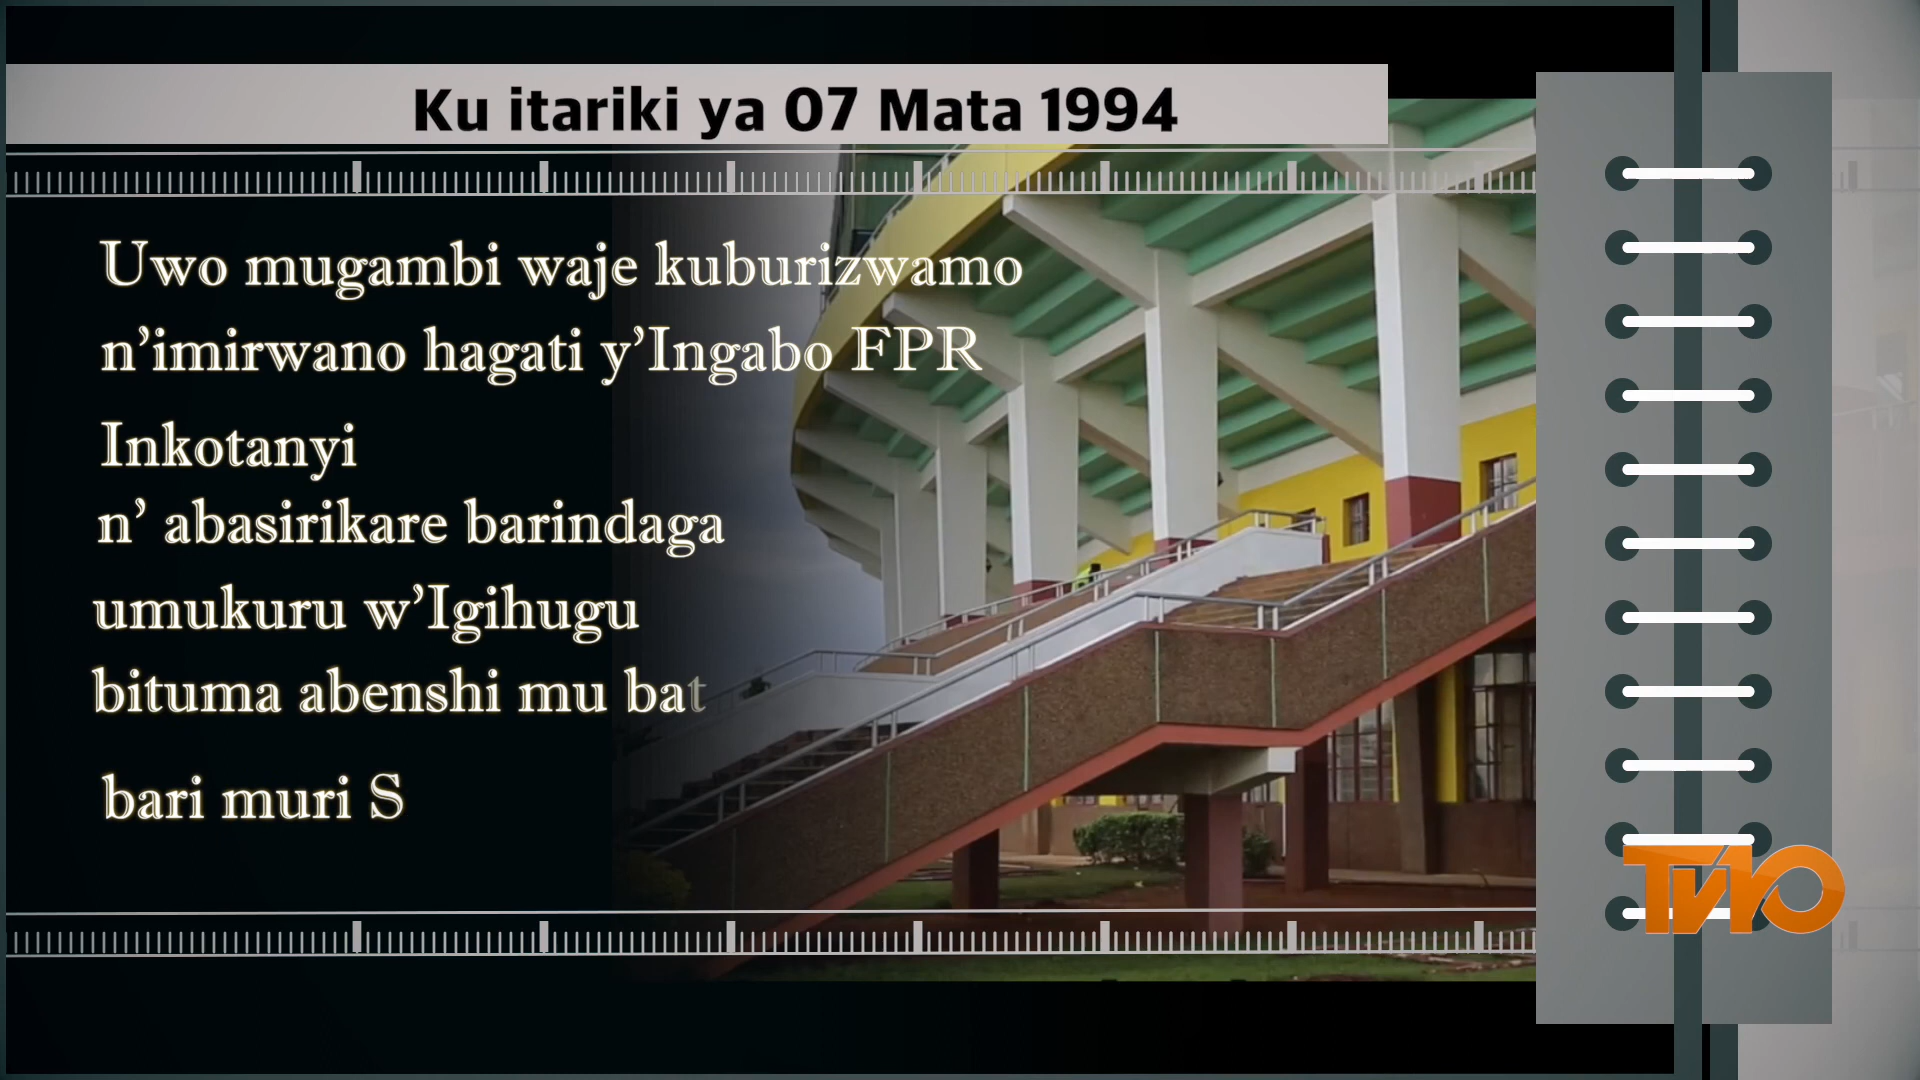 Ku itariki ya 07 Mata 1994
Uwo mugambi waje kuburizwamo
n’imirwano hagati y’Ingabo FPR
Inkotanyi
n’ abasirikare barindaga
umukuru w’Igihugu
bituma abenshi mu bat
bari muri S
TV10